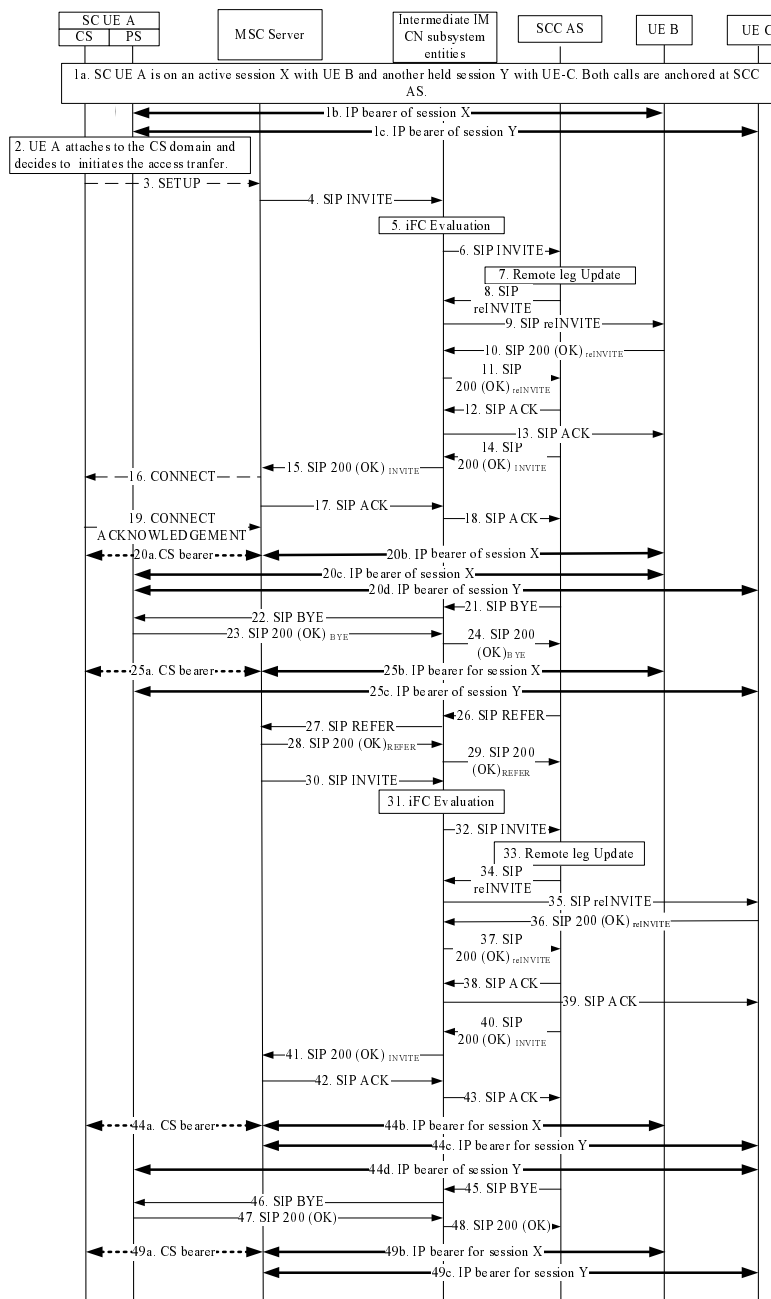 SC UE A
CS
PS
MSC Server
Intermediate IM
CN subsystem
entities
SCC AS
UE B
UE C
1a. SC UE A is on an active session X with UE B and another held session Y with UE-C. Both calls are anchored at SCC
AS.
1b. IP bearer of session X
1c. IP bearer of session Y
2. UE A attaches to the CS domain and
decides to initiates the access tranfer.
3. SETUP
4. SIP INVITE
5. iFC Evaluation
6. SIP INVITE
7. Remote leg Update
8. SIP
reINVITE
9. SIP reINVITE
10. SIP 200 (OK) reINVITE
11. SIP
200 (OK) reINVITE
12. SIP ACK
13. SIP ACK
14. SIP
200 (OK) INVITE
15. SIP 200 (OK) INVITE
16. CONNECT
17. SIP ACK
18. SIP ACK
19. CONNECT
ACKNOWLEDGEMENT
20a. CS bearer
20b. IP bearer of session X
20c. IP bearer of session X
20d. IP bearer of session Y
21. SIP BYE
22. SIP BYE
23. SIP 200 (OK) BYE
24. SIP 200
(OK)BYE
25a. CS bearer
25b. IP bearer for session X
25c. IP bearer of session Y
26. SIP REFER
27. SIP REFER
28. SIP 200 (OK)REFER
29. SIP 200
(OK)REFER
30. SIP INVITE
31. iFC Evaluation
32. SIP INVITE
33. Remote leg Update
34. SIP
reINVITE
35. SIP reINVITE
36. SIP 200 (OK) reINVITE
37. SIP
200 (OK) reINVITE
38. SIP ACK
39. SIP ACK
40. SIP
200 (OK) INVITE
41. SIP 200 (OK) INVITE
42. SIP ACK
43. SIP ACK
44a. CS bearer
44b. IP bearer for session X
44c. IP bearer for session Y
44d. IP bearer of session Y
45. SIP BYE
46. SIP BYE
47. SIP 200 (OK)
48. SIP 200 (OK)
49a. CS bearer
49b. IP bearer for session X
49c. IP bearer for session Y